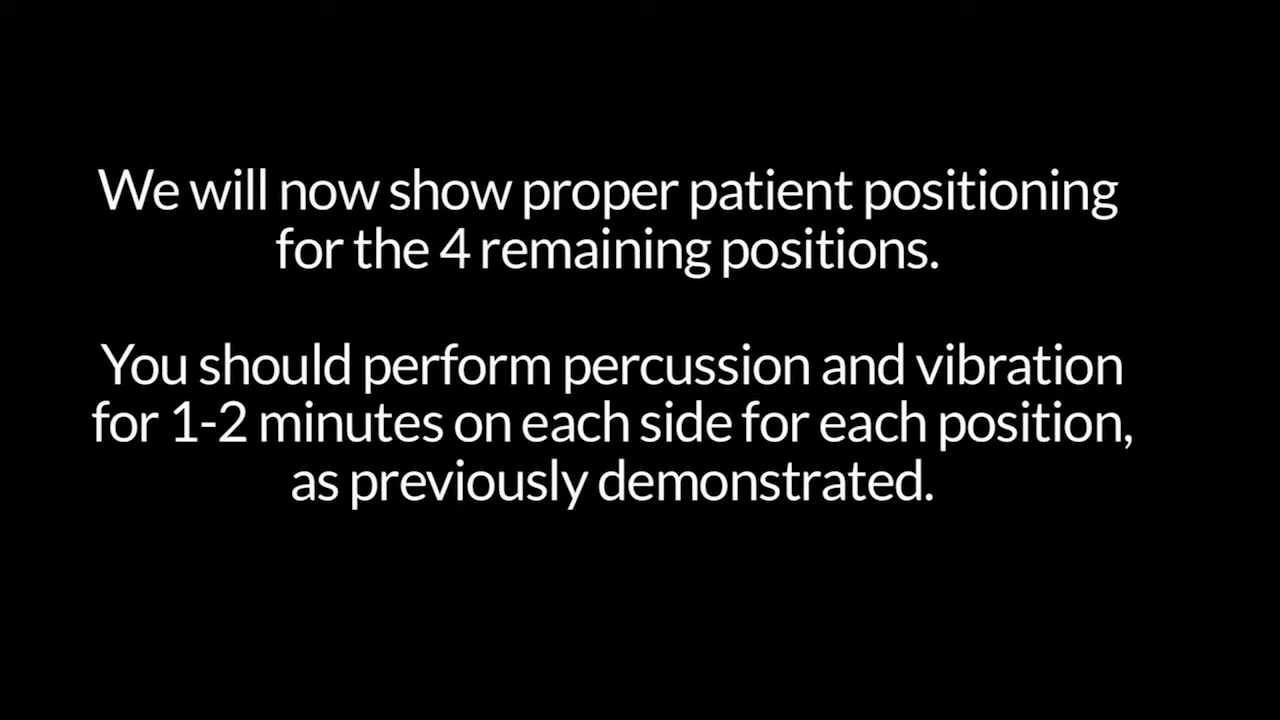 We will now show proper patient positioning
for the 4 remaining positions.
You should perform percussion and vibration
for 1-2 minutes on each side for each position,
as previously demonstrated.